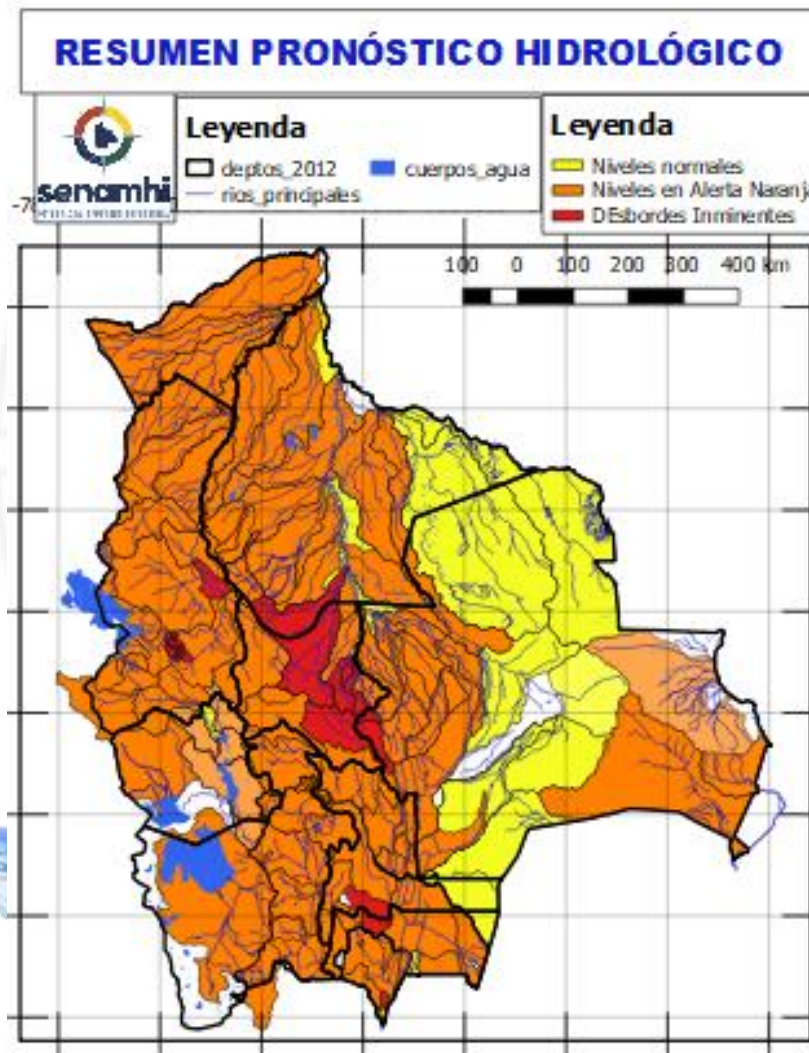 RESUMEN PRONÓSTICO HIDROLÓGICO
senamhi
Leyenda
deptos_2012
cuerpos_agua
rios_principales
Leyenda
Niveles normales
Niveles en Alerta Naranj
DEsbordes Inminentes
100 0 100 200 300 400 km